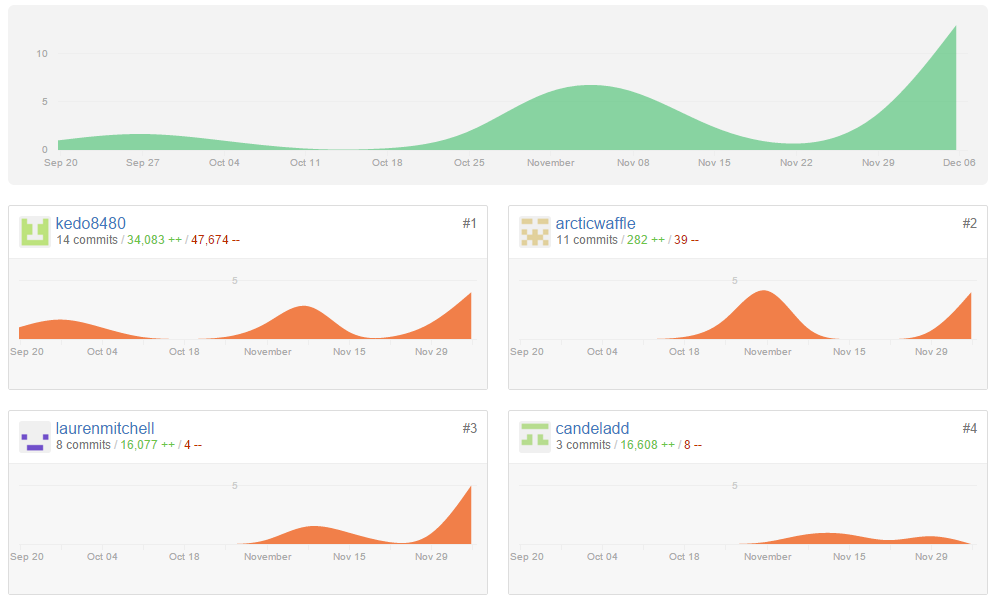 10
5
0
Sep 20 Sep 27 Oct 04 Oct 11 Oct 18 Oct 25 November Nov 08 Nov 15 Nov 22 Nov 29 Dec 06
kedo8480 #1
14 commits / 34,083 ++ / 47,674 --
5
Sep 20 Oct 04 Oct 18 November Nov 15 Nov 29
arcticwaffle #2
11 commits / 282 ++ / 39 --
5
Sep 20 Oct 04 Oct 18 November Nov 15 Nov 29
laurenmitchell #3
8 commits / 16,077 ++ / 4 --
5
Sep 20 Oct 04 Oct 18 November Nov 15 Nov 29
candeladd #4
3 commits / 16,608 ++ / 8 --
5
Sep 20 Oct 04 Oct 18 November Nov 15 Nov 29